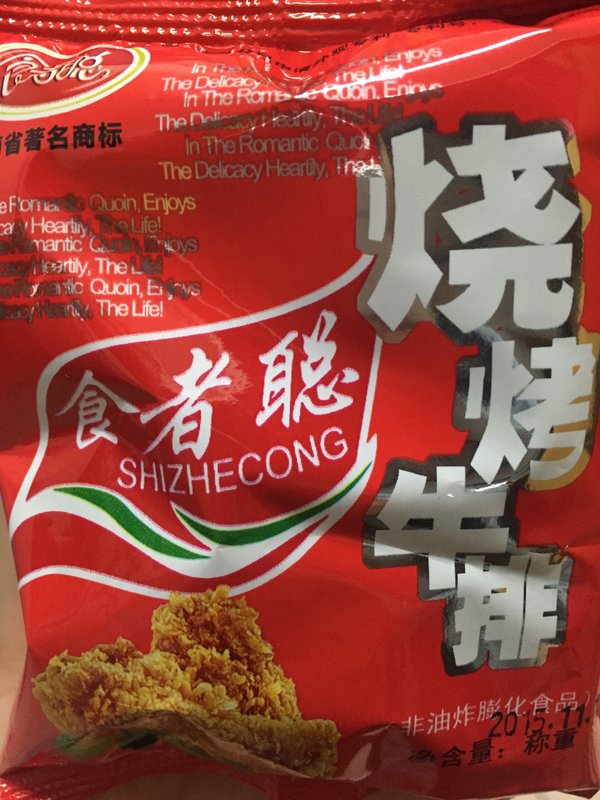 In The Romantic Quoin, Enjoys
The Delicacy Heartily, The Life!
In The Romantic Quoin, Enjoys
The Delicacy Heartily, The Life!
In The Romantic Quoin
The Delicacy Heartily, The
省著名商标
Romantic Quoin, Enjoys
Heartily, The Life!
Romantic Quoin, Enjoys
Heartily, The Life!
Romantic Quoin, Enjoys
Heartily, The Life!
烧烤牛排
食者聪
SHIZHECONG
(非油炸膨化食品)
2015.11.
净含量：称重